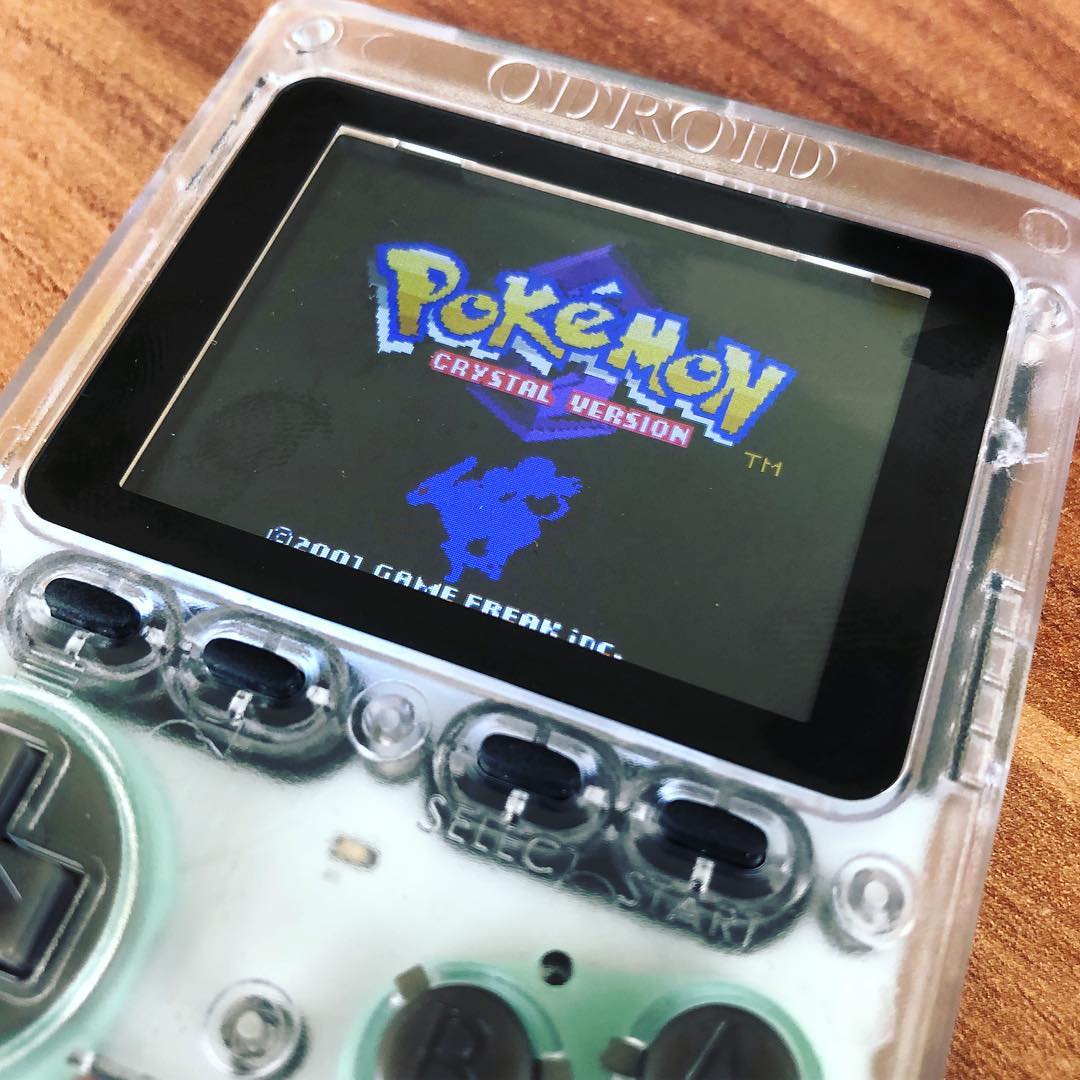 ODROID
POKéMON
CRYSTAL VERSION
TM
©2001 GAME FREAK inc.
SELECT
START
B
A